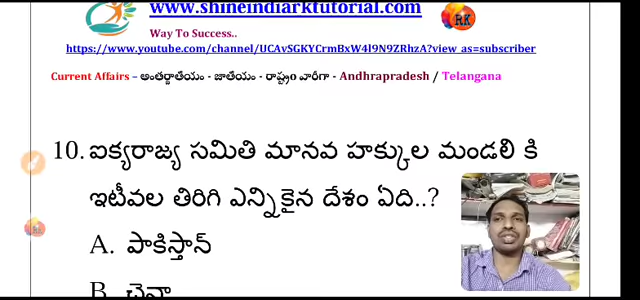 www.shineindiarktutorial.com
Way To Success..
https://www.youtube.com/channel/UCAvSGKYCrmBxW4l9N9ZRhzA?view_as=subscriber
Current Affairs – అంతర్జాతీయం - జాతీయం - రాష్ట్రం వారీగా - Andhrapradesh / Telangana
RK
10. ఐక్యరాజ్య సమితి మానవ హక్కుల మండలి కి
ఇటీవల తిరిగి ఎన్నికైన దేశం ఏది..?
A. పాకిస్తాన్
B. చైనా